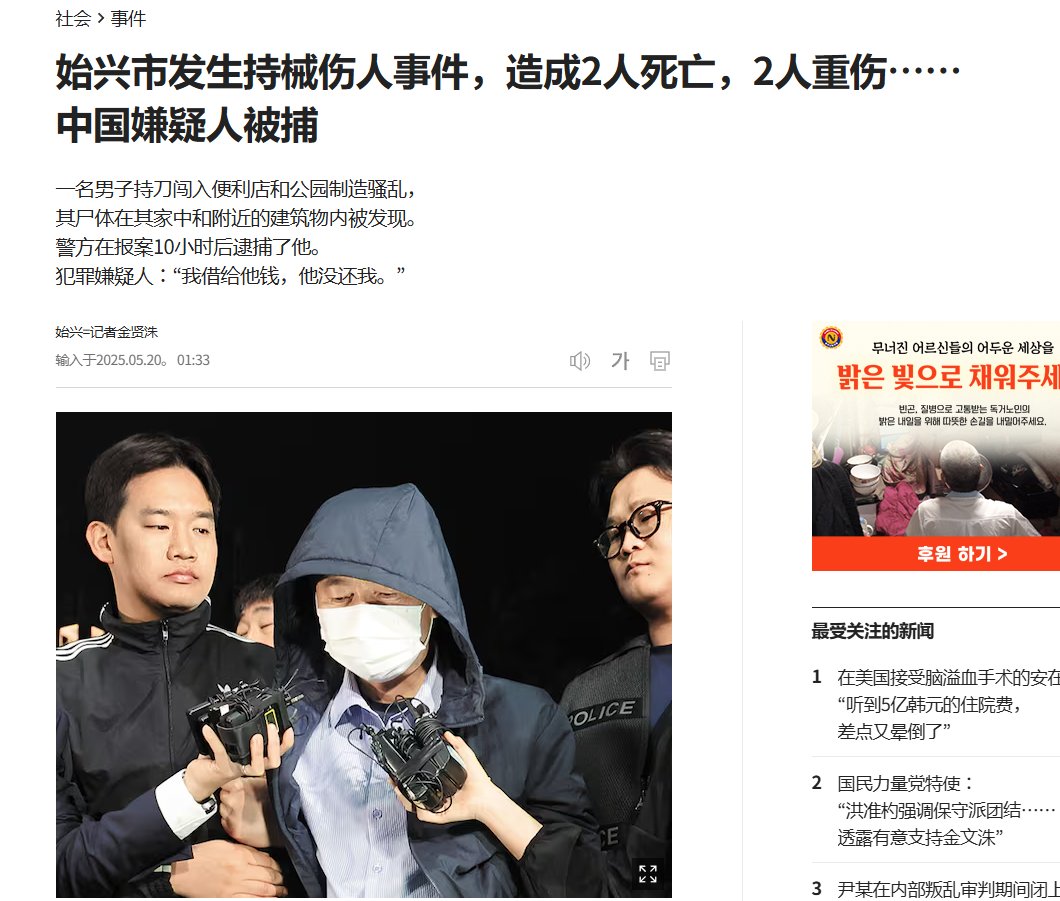 社会 > 事件
始兴市发生持械伤人事件，造成2人死亡，2人重伤……
中国嫌疑人被捕
一名男子持刀闯入便利店和公园制造骚乱，
其尸体在其家中和附近的建筑物内被发现。
警方在报案10小时后逮捕了他。
犯罪嫌疑人：“我借给他钱，他没还我。”
始兴=记者金贤洙
输入于2025.05.20。 01:33
가
POLICE
CE
무너진 어르신들의 어두운 세상을
밝은 빛으로 채워주세
빈곤, 질병으로 고통받는 독거노인의
밝은 내일을 위해 따뜻한 손길을 내밀어주세요.
후원 하기 >
最受关注的新闻
1 在美国接受脑溢血手术的安在
“听到5亿韩元的住院费，
差点又晕倒了”
2 国民力量党特使：
“洪准杓强调保守派团结……
透露有意支持金文洙”
3 尹某在内部叛乱审判期间闭上